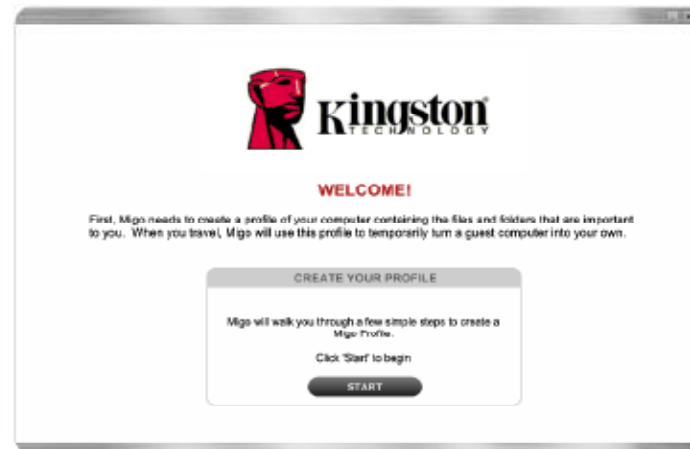 Kingston
TECHNOLOGY
WELCOME!
First, Migo needs to create a profile of your computer containing the files and folders that are important
to you. When you travel, Migo will use this profile to temporarily turn a guest computer into your own.
CREATE YOUR PROFILE
Migo will walk you through a few simple steps to create a
Migo Profile.
Click 'Start' to begin
START